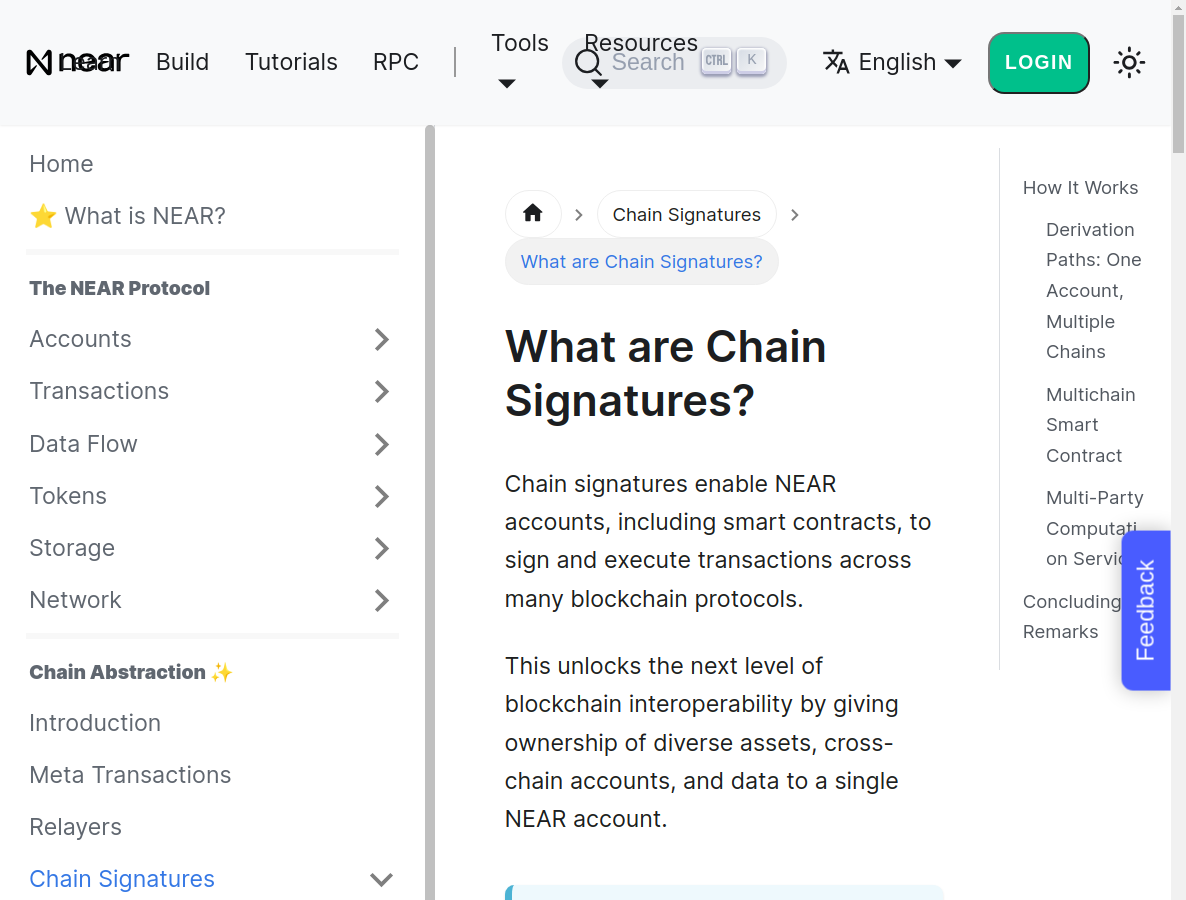 near
Learn
Build
Tutorials
RPC
Tools
Resources
Search
CTRL
K
English
LOGIN
Home
⭐ What is NEAR?
The NEAR Protocol
Accounts
Transactions
Data Flow
Tokens
Storage
Network
Chain Abstraction ✨
Introduction
Meta Transactions
Relayers
Chain Signatures
Chain Signatures
What are Chain Signatures?
What are Chain
Signatures?
Chain signatures enable NEAR
accounts, including smart contracts, to
sign and execute transactions across
many blockchain protocols.
This unlocks the next level of
blockchain interoperability by giving
ownership of diverse assets, cross-
chain accounts, and data to a single
NEAR account.
How It Works
Derivation
Paths: One
Account,
Multiple
Chains
Multichain
Smart
Contract
Multi-Party
Computati
on Servic
Concluding
Remarks
Feedback